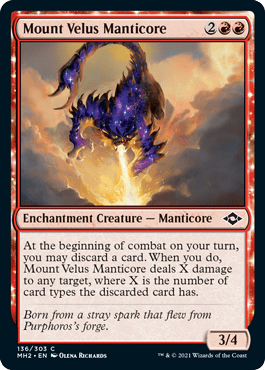 Mount Velus Manticore 2
Enchantment Creature — Manticore
At the beginning of combat on your turn,
you may discard a card. When you do,
Mount Velus Manticore deals X damage
to any target, where X is the number
of card types the discarded card has.
Born from a stray spark that flew from
Purphoros's forge.
3/4
136/303 C
MH2 • EN Olena Richards
™ & © 2021 Wizards of the Coast